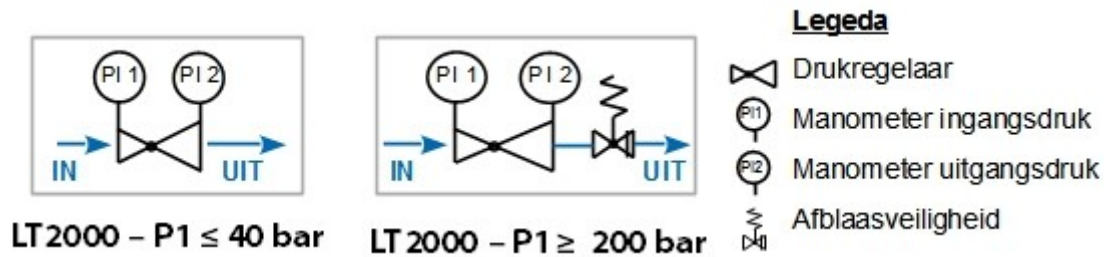 PI 1 PI 2
IN UIT
LT2000 – P1 ≤ 40 bar
PI 1 PI 2
IN UIT
LT2000 – P1 ≥ 200 bar
Legeda
Drukregelaar
PI1 Manometer ingangsdruk
PI2 Manometer uitgangsdruk
Afblaasveiligheid